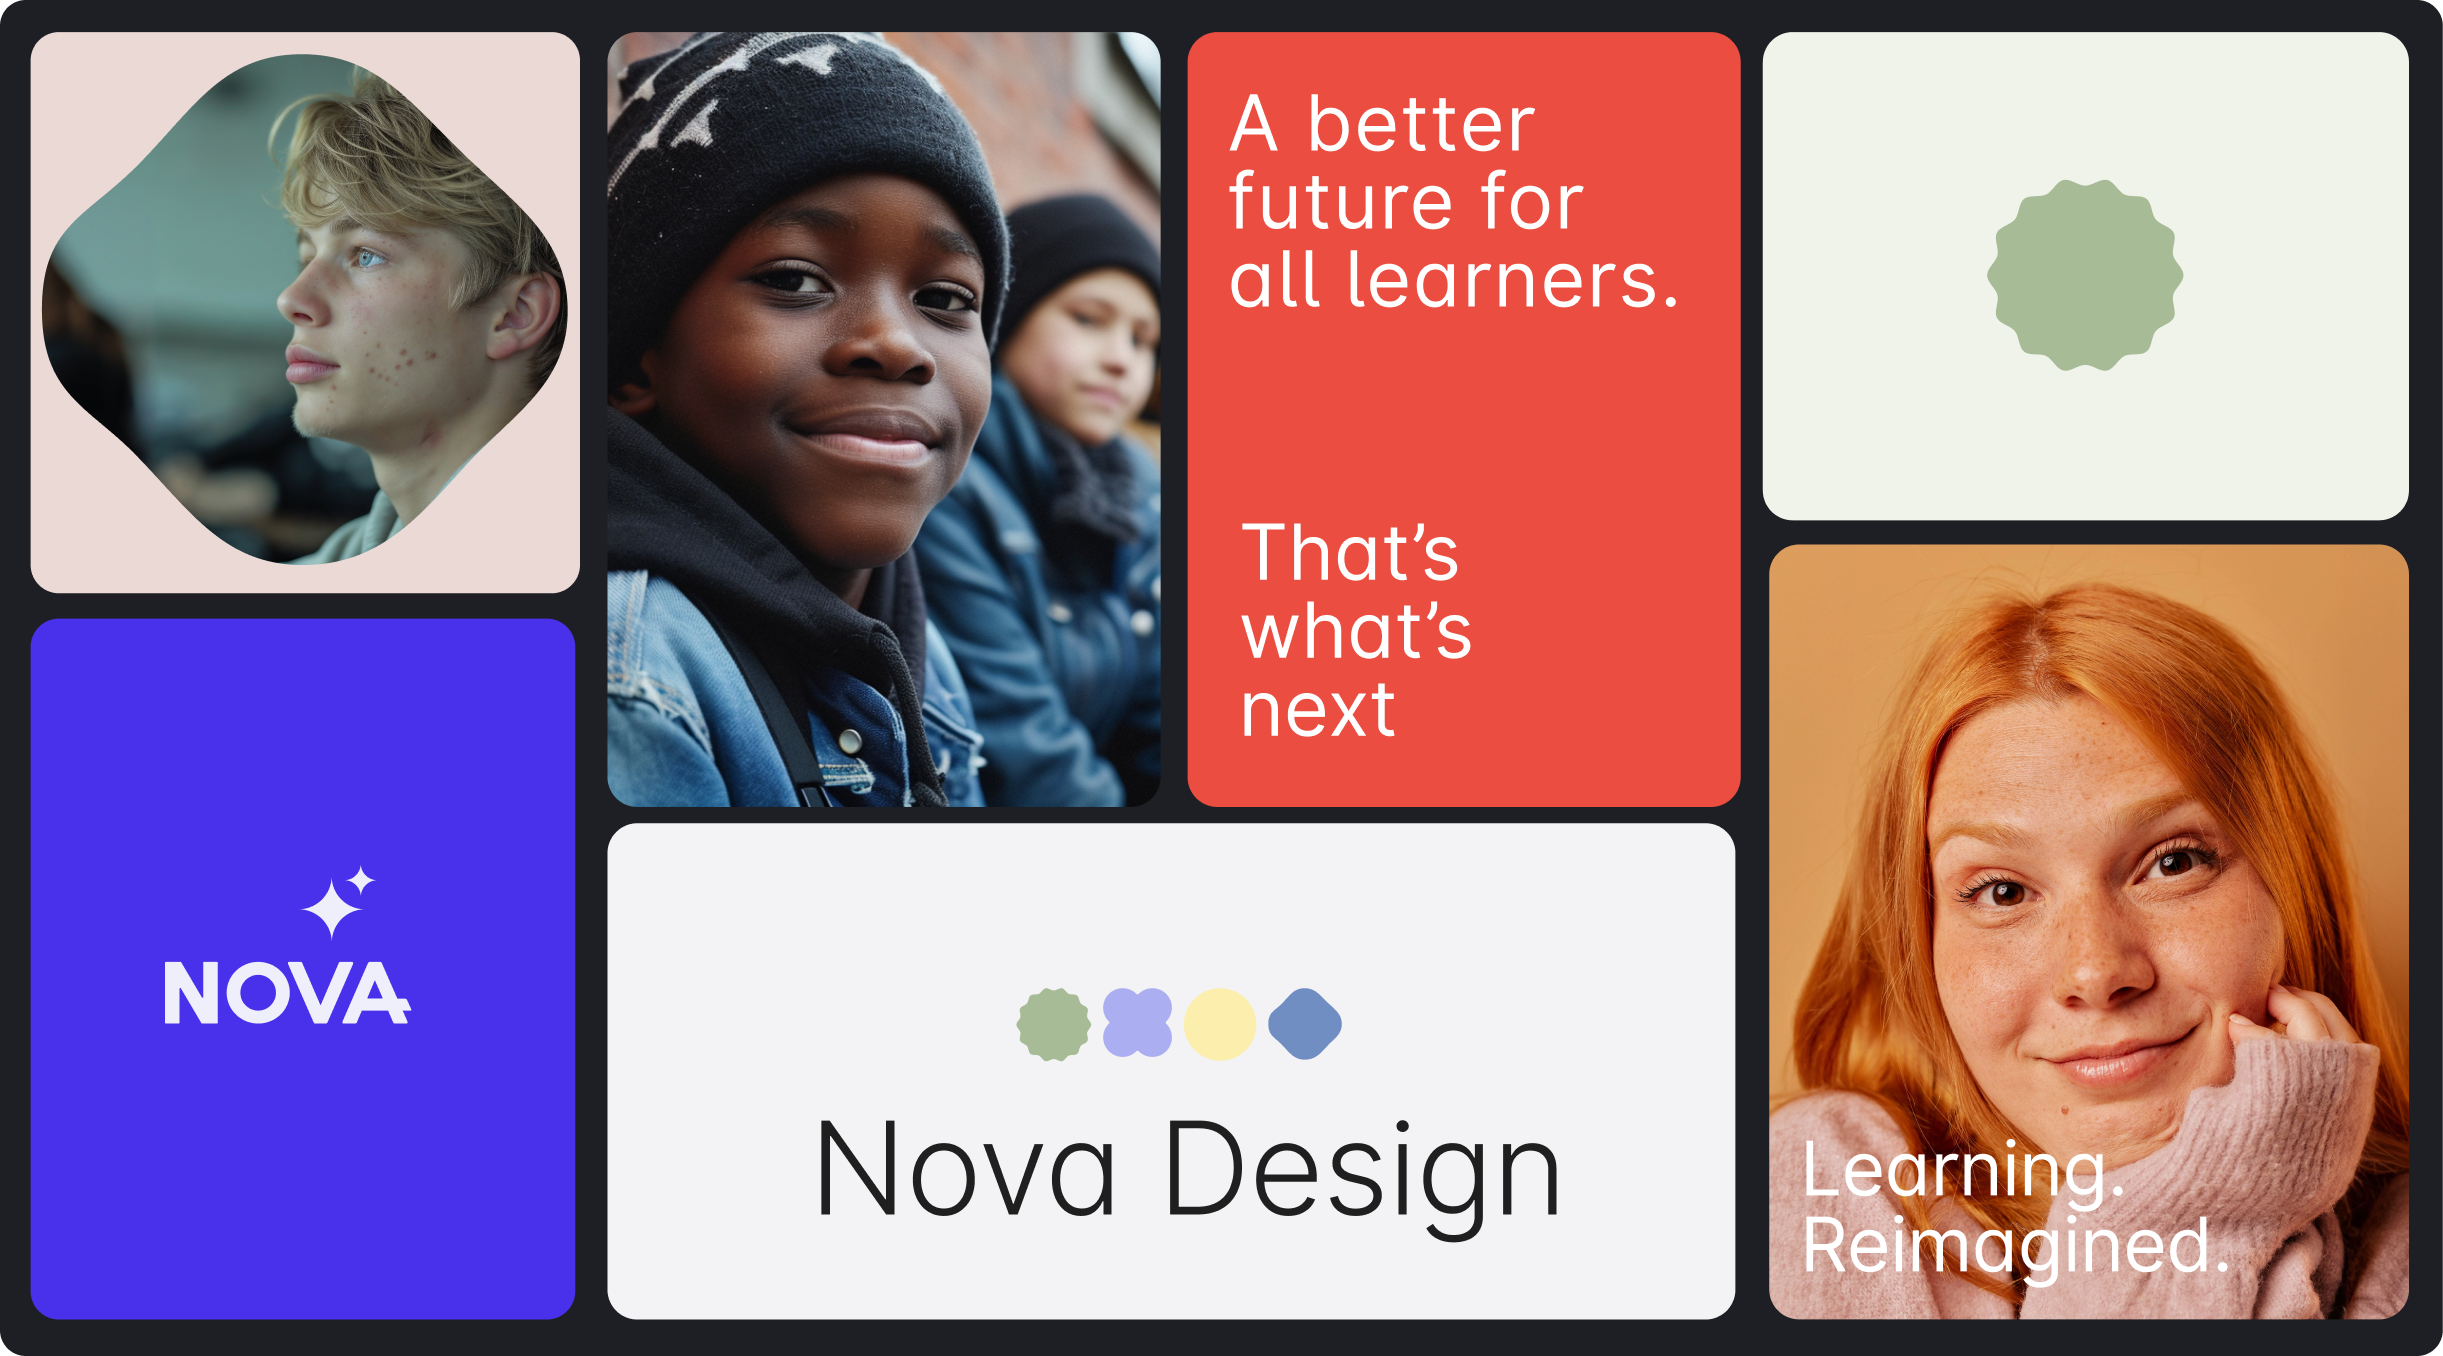 A better
future for
all learners.
That’s
what’s
next
NOVA
Nova Design
Learning.
Reimagined.